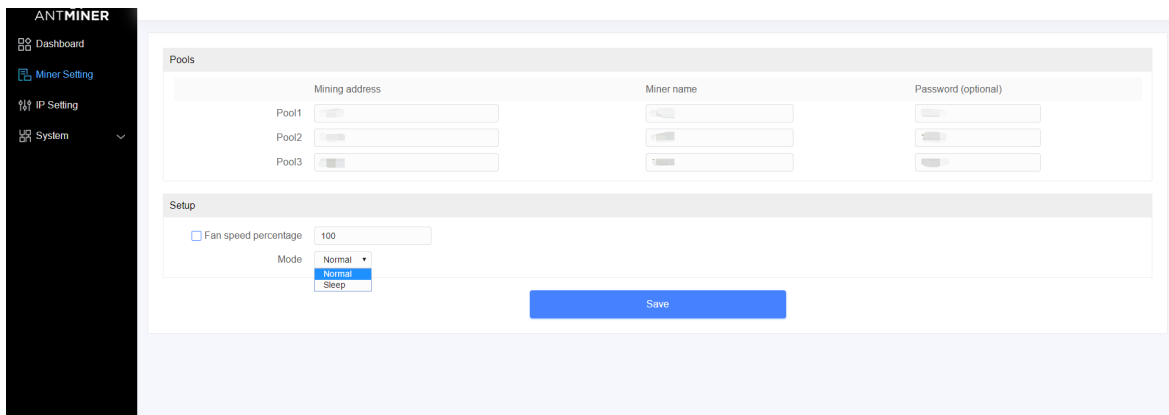 ANTMINER
Dashboard
Miner Setting
IP Setting
System
Pools
Mining address Miner name Password (optional)
Pool1
Pool2
Pool3
Setup
Fan speed percentage 100
Mode Normal
Normal
Sleep
Save